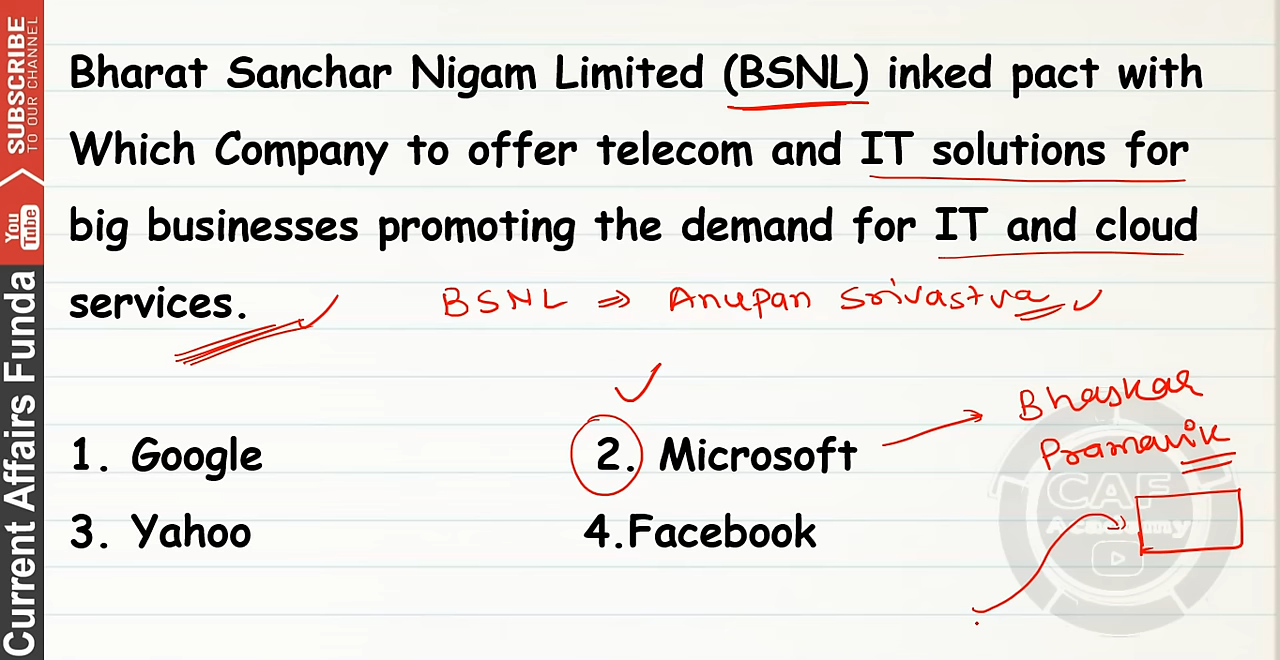 SUBSCRIBE
TO OUR CHANNEL
You Tube
Current Affairs Funda
Bharat Sanchar Nigam Limited (BSNL) inked pact with
Which Company to offer telecom and IT solutions for
big businesses promoting the demand for IT and cloud
services.
BSNL ⇒ Anupan Srivastva
1. Google
2. Microsoft
Bhaskar
Pramanik
3. Yahoo
4.Facebook
CAF
Academy